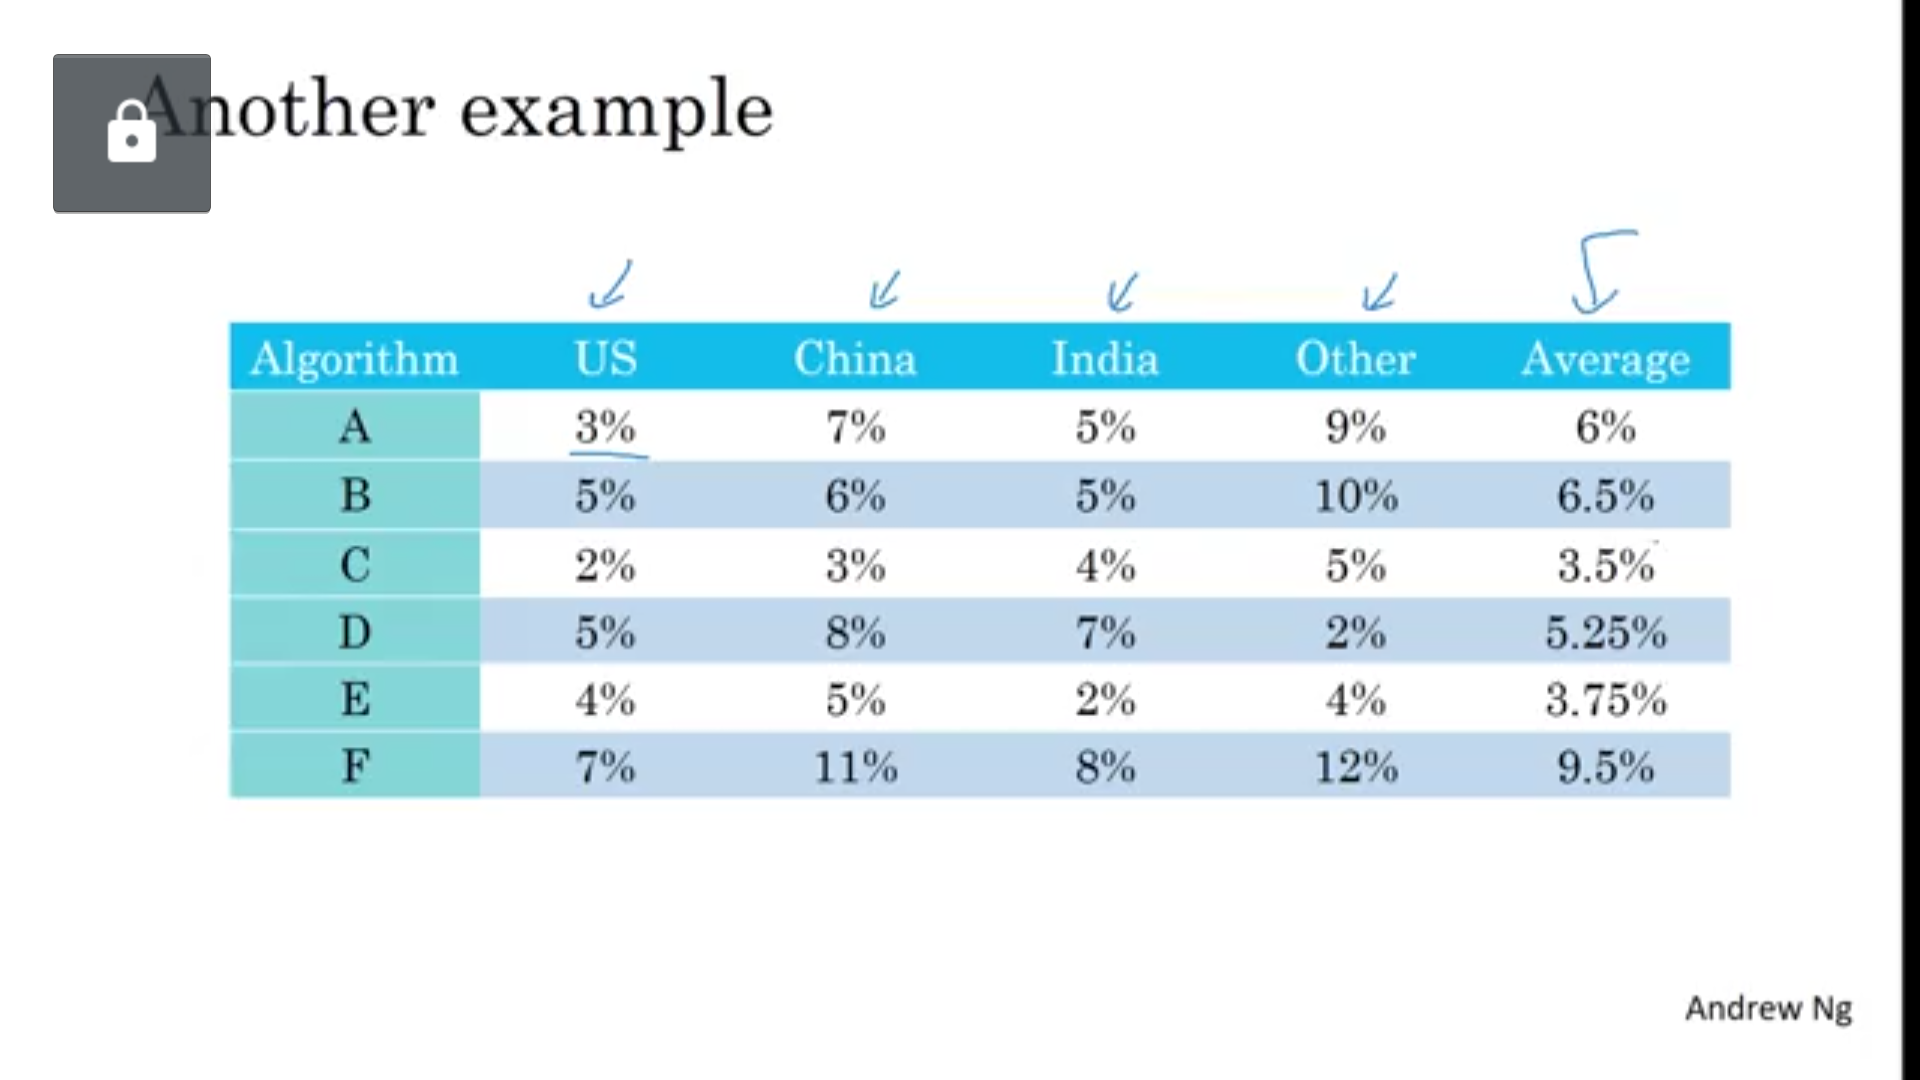 Another example
Algorithm US China India Other Average
A 3% 7% 5% 9% 6%
B 5% 6% 5% 10% 6.5%
C 2% 3% 4% 5% 3.5%
D 5% 8% 7% 2% 5.25%
E 4% 5% 2% 4% 3.75%
F 7% 11% 8% 12% 9.5%
Andrew Ng